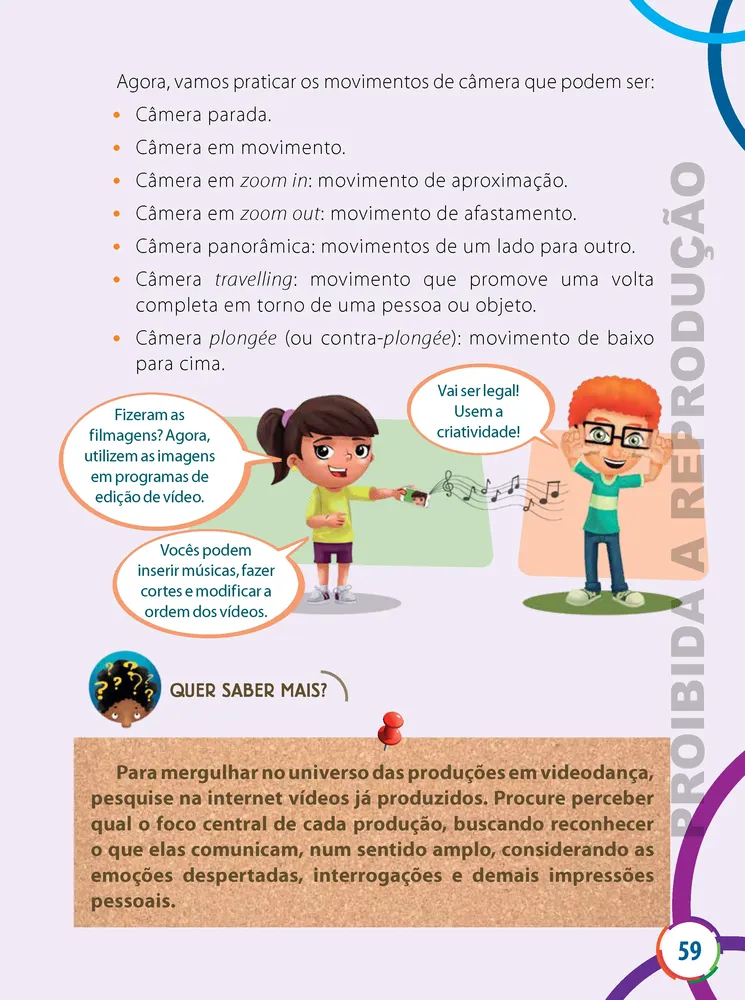 Agora, vamos praticar os movimentos de câmera que podem ser:
• Câmera parada.
• Câmera em movimento.
• Câmera em zoom in: movimento de aproximação.
• Câmera em zoom out: movimento de afastamento.
• Câmera panorâmica: movimentos de um lado para outro.
• Câmera travelling: movimento que promove uma volta
completa em torno de uma pessoa ou objeto.
• Câmera plongée (ou contra-plongée): movimento de baixo
para cima.
Fizeram as
filmagens? Agora,
utilizem as imagens
em programas de
edição de vídeo.
Vai ser legal!
Usem a
criatividade!
Vocês podem
inserir músicas, fazer
cortes e modificar a
ordem dos vídeos.
QUER SABER MAIS?
Para mergulhar no universo das produções em videodança,
pesquise na internet vídeos já produzidos. Procure perceber
qual o foco central de cada produção, buscando reconhecer
o que elas comunicam, num sentido amplo, considerando as
emoções despertadas, interrogações e demais impressões
pessoais.
PROIBIDA A REPRODUÇÃO
59